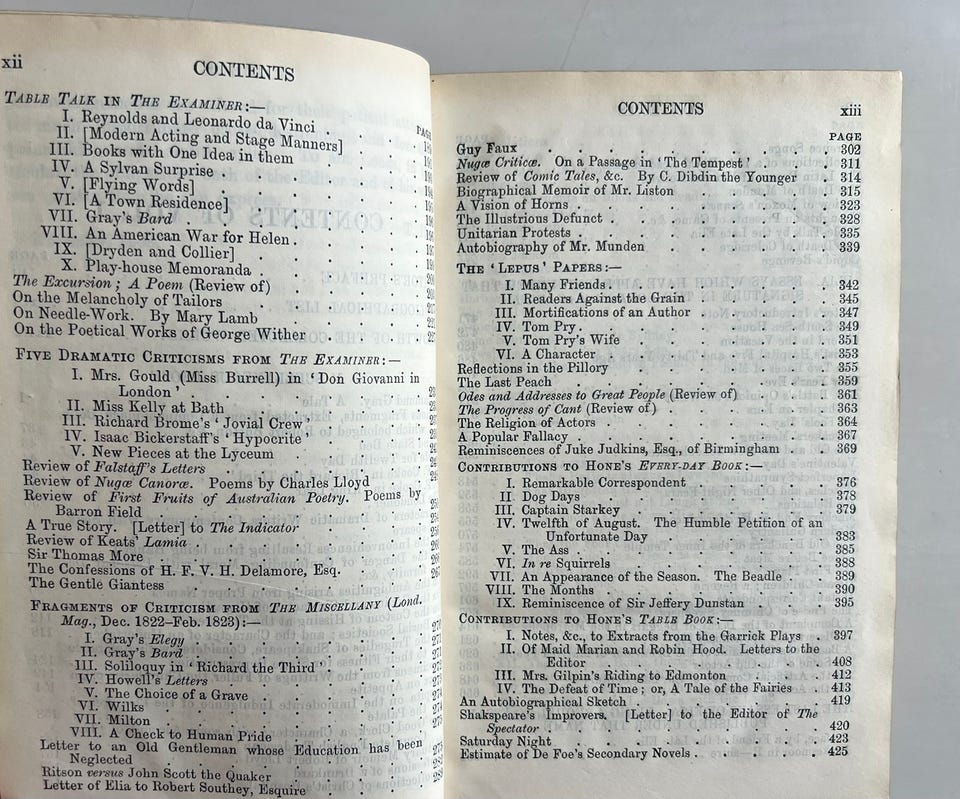 xii
CONTENTS
TABLE TALK IN THE EXAMINER:—
I. Reynolds and Leonardo da Vinci
II. [Modern Acting and Stage Manners]
III. Books with One Idea in them
IV. A Sylvan Surprise
V. [Flying Words]
VI. [A Town Residence]
VII. Gray's Bard
VIII. An American War for Helen
IX. [Dryden and Collier]
X. Play-house Memoranda
The Excursion; A Poem (Review of)
On the Melancholy of Tailors
On Needle-Work. By Mary Lamb
On the Poetical Works of George Wither
FIVE DRAMATIC CRITICISMS FROM THE EXAMINER:—
I. Mrs. Gould (Miss Burrell) in 'Don Giovanni in
London'
II. Miss Kelly at Bath
III. Richard Brome's 'Jovial Crew'
IV. Isaac Bickerstaff's 'Hypocrite'
V. New Pieces at the Lyceum
Review of Falstaff's Letters
Review of Nugæ Canoræ. Poems by Charles Lloyd
Review of First Fruits of Australian Poetry. Poems by
Barron Field
A True Story. [Letter] to The Indicator
Review of Keats' Lamia
Sir Thomas More
The Confessions of H. F. V. H. Delamore, Esq.
The Gentle Giantess
FRAGMENTS OF CRITICISM FROM THE MISCELLANY (Lond.
Mag., Dec. 1822–Feb. 1823):—
I. Gray's Elegy
II. Gray's Bard
III. Soliloquy in 'Richard the Third'
IV. Howell's Letters
V. The Choice of a Grave
VI. Wilks
VII. Milton
VIII. A Check to Human Pride
Letter to an Old Gentleman whose Education has been
Neglected
Ritson versus John Scott the Quaker
Letter of Elia to Robert Southey, Esquire
CONTENTS xiii
PAGE
Guy Faux 302
Nugæ Criticæ. On a Passage in 'The Tempest' 311
Review of Comic Tales, &c. By C. Dibdin the Younger 314
Biographical Memoir of Mr. Liston 315
A Vision of Horns 323
The Illustrious Defunct 328
Unitarian Protests 335
Autobiography of Mr. Munden 339
THE 'LEPUS' PAPERS:—
I. Many Friends 342
II. Readers Against the Grain 345
III. Mortifications of an Author 347
IV. Tom Pry 349
V. Tom Pry's Wife 351
VI. A Character 353
Reflections in the Pillory 355
The Last Peach 359
Odes and Addresses to Great People (Review of) 361
The Progress of Cant (Review of) 363
The Religion of Actors 364
A Popular Fallacy 367
Reminiscences of Juke Judkins, Esq., of Birmingham 369
CONTRIBUTIONS TO HONE'S EVERY-DAY BOOK:—
I. Remarkable Correspondent 376
II. Dog Days 378
III. Captain Starkey 379
IV. Twelfth of August. The Humble Petition of an
Unfortunate Day 383
V. The Ass 385
VI. In re Squirrels 388
VII. An Appearance of the Season. The Beadle 389
VIII. The Months 390
IX. Reminiscence of Sir Jeffery Dunstan 395
CONTRIBUTIONS TO HONE'S TABLE BOOK:—
I. Notes, &c., to Extracts from the Garrick Plays 397
II. Of Maid Marian and Robin Hood. Letters to the
Editor 408
III. Mrs. Gilpin's Riding to Edmonton 412
IV. The Defeat of Time; or, A Tale of the Fairies 413
An Autobiographical Sketch 419
Shakspeare's Improvers. [Letter] to the Editor of The
Spectator 420
Saturday Night 423
Estimate of De Foe's Secondary Novels 425